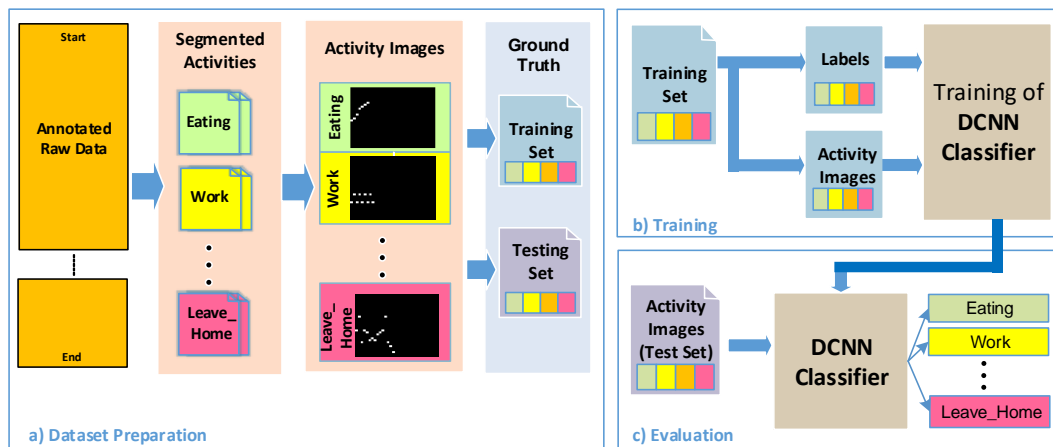 Start
Annotated
Raw Data
End
Segmented
Activities
Eating
Work
Leave_
Home
Activity Images
Eating
Work
Leave_
Home
Ground
Truth
Training
Set
Testing
Set
a) Dataset Preparation
Training
Set
Labels
Activity
Images
Training of
DCNN
Classifier
b) Training
Activity
Images
(Test Set)
DCNN
Classifier
Eating
Work
Leave_Home
c) Evaluation